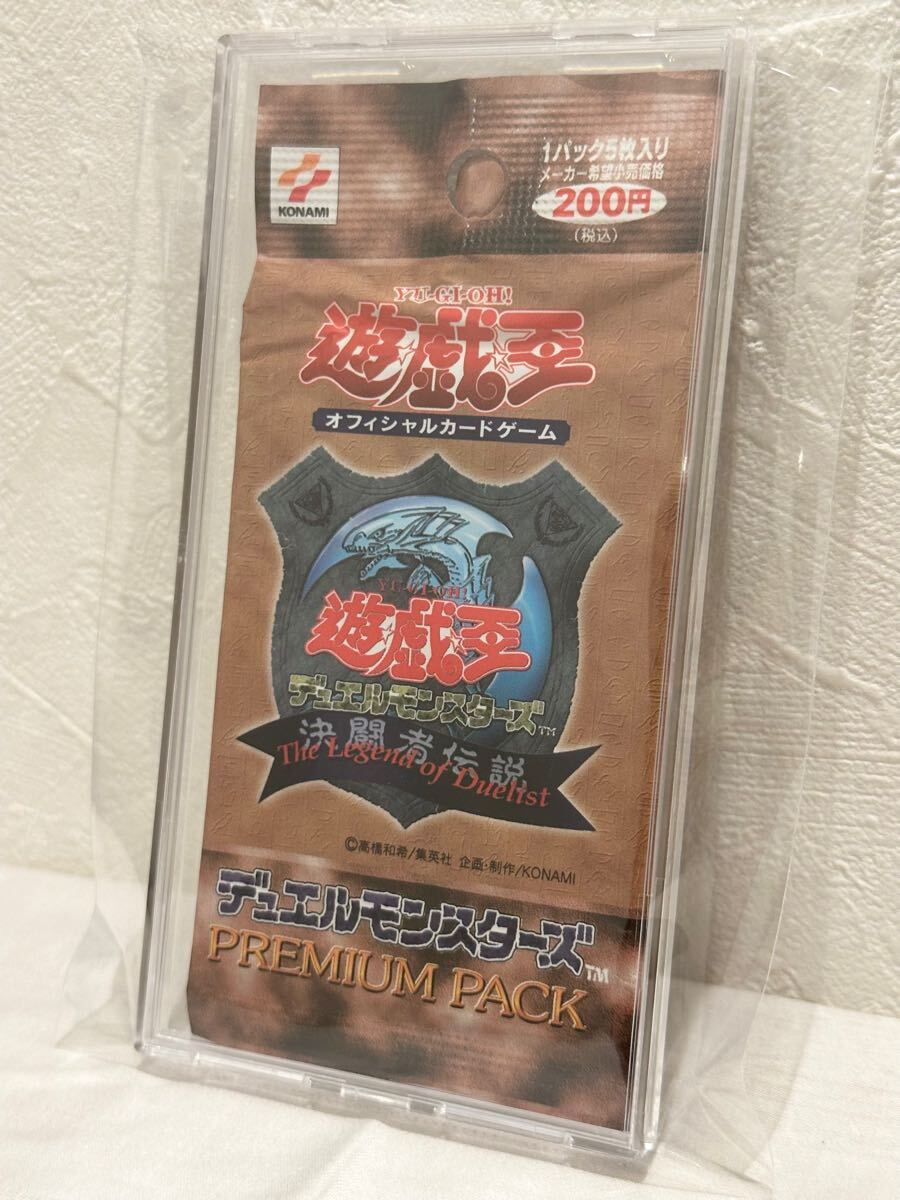 KONAMI
1パック5枚入り
メーカー希望小売価格
200円
(税込)
YU-GI-OH!
遊戯王
オフィシャルカードゲーム
YU-GI-OH!
遊戯王
デュエルモンスターズ™
決闘者伝説
The Legend of Duelist
©高橋和希/集英社 企画・制作/KONAMI
デュエルモンスターズ™
PREMIUM PACK